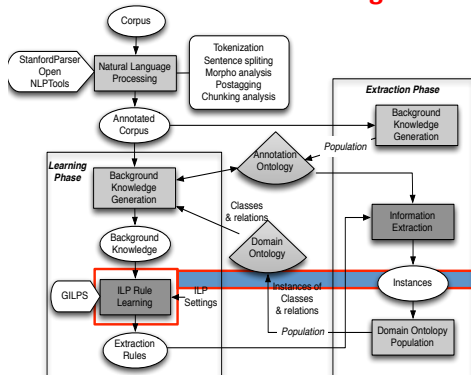 Corpus
StanfordParser
Open
NLPTools
Natural Language
Processing
Tokenization
Sentence spliting
Morpho analysis
Postagging
Chunking analysis
Extraction Phase
Annotated
Corpus
Background
Knowledge
Generation
Population
Learning
Phase
Annotation
Ontology
Background
Knowledge
Generation
Classes
& relations
Information
Extraction
Background
Knowledge
Domain
Ontology
GILPS
ILP Rule
Learning
ILP
Settings
Instances of
Classes
& relations
Instances
Extraction
Rules
Population
Domain Ontolopy
Population